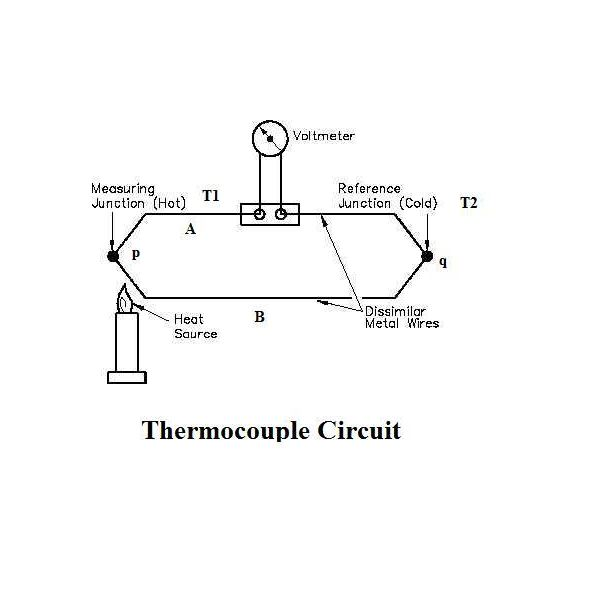 Voltmeter
Measuring
Junction (Hot)
T1
Reference
Junction (Cold)
T2
A
p
q
Heat
Source
B
Dissimilar
Metal Wires
Thermocouple Circuit